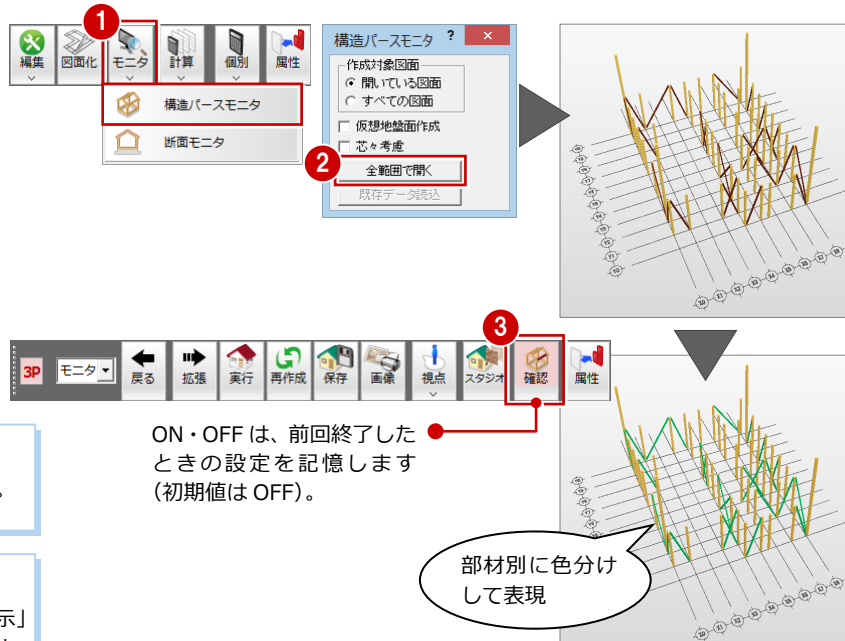 1
編集
図面化
モニタ
計算
個別
属性
構造パースモニタ
断面モニタ
構造パースモニタ ? ×
作成対象図面
開いている図面
すべての図面
仮想地盤面作成
芯々考慮
2
全範囲で開く
既存データ読込
3
3P
モニタ
戻る
拡張
実行
再作成
保存
画像
視点
スタジオ
確認
属性
ON・OFF は、前回終了した
ときの設定を記憶します
（初期値は OFF）。
。
示」
部材別に色分け
して表現